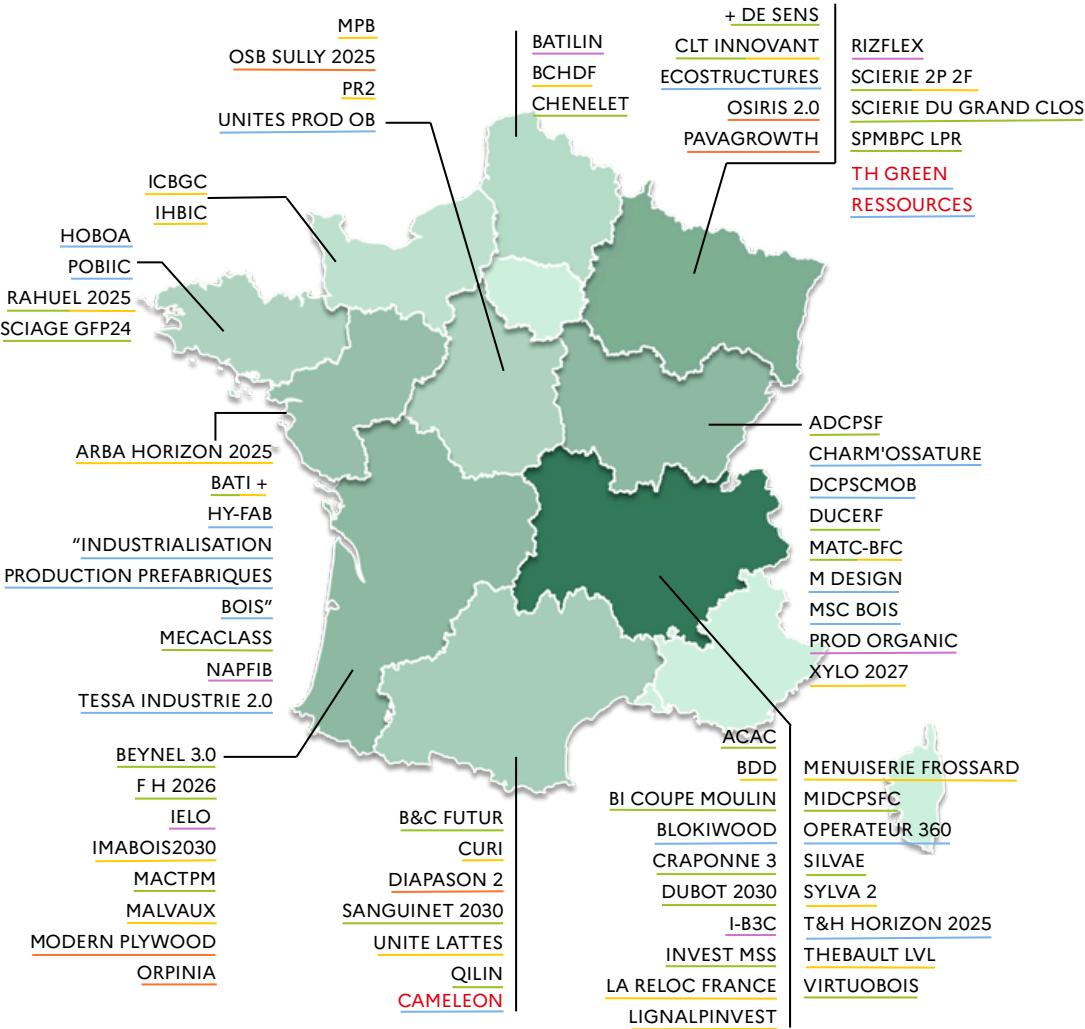 MPB
OSB SULLY 2025
PR2
UNITES PROD OB
BATILIN
BCHDF
CHENELET
+ DE SENS
CLT INNOVANT
ECOSTRUCTURES
OSIRIS 2.0
PAVAGROWTH
RIZFLEX
SCIERIE 2P 2F
SCIERIE DU GRAND CLOS
SPMBPC LPR
TH GREEN
RESSOURCES
ICBGC
IHBIC
HOBOA
POBIIC
RAHUEL 2025
SCIAGE GFP24
ARBA HORIZON 2025
BATI +
HY-FAB
"INDUSTRIALISATION
PRODUCTION PREFABRIQUES
BOIS"
MECACLASS
NAPFIB
TESSA INDUSTRIE 2.0
ADCPSF
CHARM'OSSATURE
DCPSCMOB
DUCERF
MATC-BFC
M DESIGN
MSC BOIS
PROD ORGANIC
XYLO 2027
BEYNEL 3.0
F H 2026
IELO
IMABOIS2030
MACTPM
MALVAUX
MODERN PLYWOOD
ORPINIA
B&C FUTUR
CURI
DIAPASON 2
SANGUINET 2030
UNITE LATTES
QILIN
CAMELEON
ACAC
BDD
BI COUPE MOULIN
BLOKIWOOD
CRAPONNE 3
DUBOT 2030
I-B3C
INVEST MSS
LA RELOC FRANCE
LIGNALPINVEST
MENUISERIE FROSSARD
MIDCPSFC
OPERATEUR 360
SILVAE
SYLVA 2
T&H HORIZON 2025
THEBAULT LVL
VIRTUOBOIS